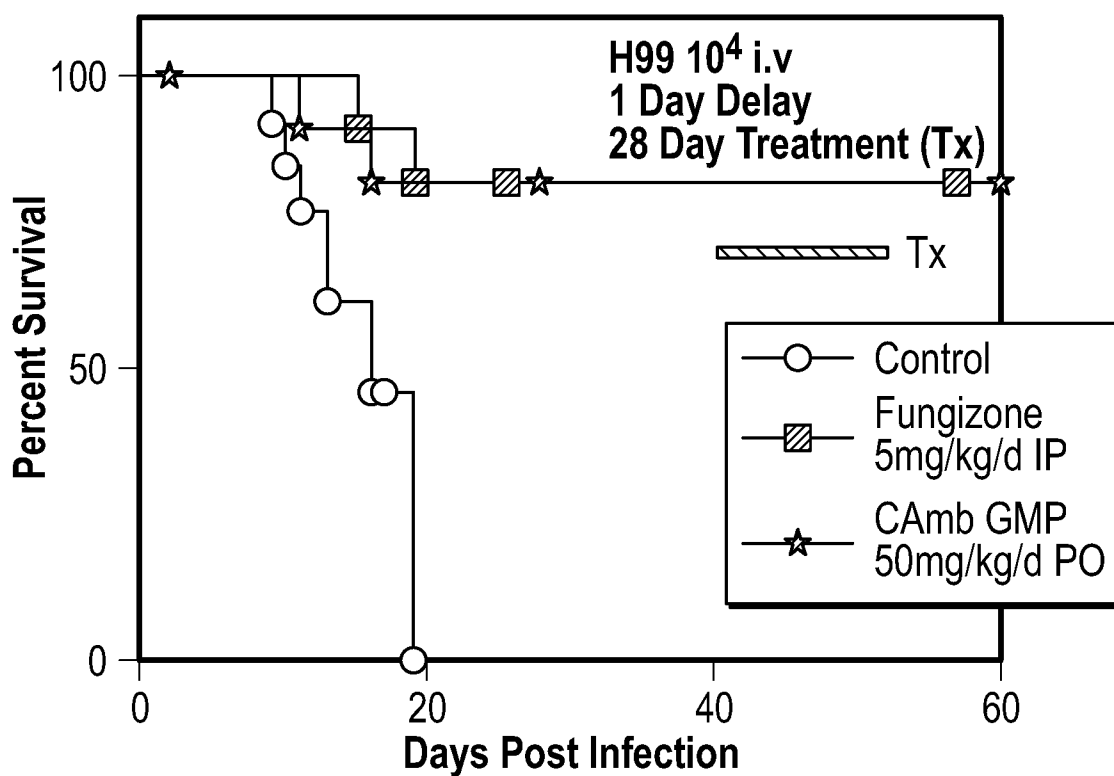 H99 10⁴ i.v
1 Day Delay
28 Day Treatment (Tx)
100
50
0
Percent Survival
Tx
Control
Fungizone
5mg/kg/d IP
CAmb GMP
50mg/kg/d PO
0 20 40 60
Days Post Infection